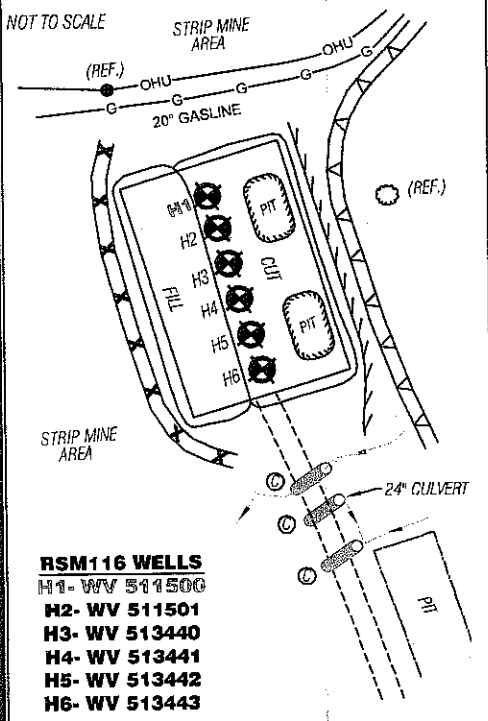 NOT TO SCALE
STRIP MINE
AREA
(REF.)
OHU
OHU
G
G
G
G
G
20" GASLINE
(REF.)
H1
PIT
H2
H3
CUT
FILL
H4
H5
PIT
H6
STRIP MINE
AREA
C
24" CULVERT
C
C
PIT
RSM116 WELLS
H1- WV 511500
H2- WV 511501
H3- WV 513440
H4- WV 513441
H5- WV 513442
H6- WV 513443